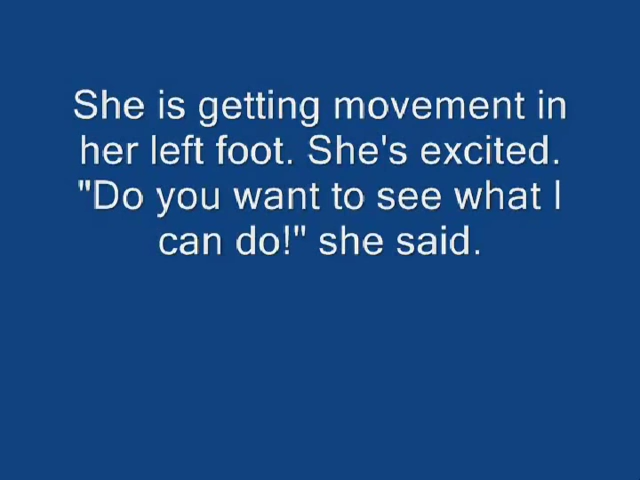 She is getting movement in
her left foot. She's excited.
"Do you want to see what I
can do!" she said.